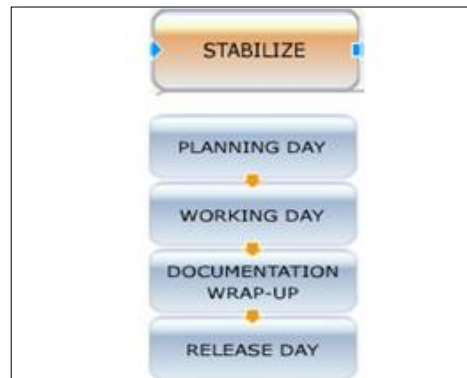 STABILIZE
PLANNING DAY
WORKING DAY
DOCUMENTATION
WRAP-UP
RELEASE DAY